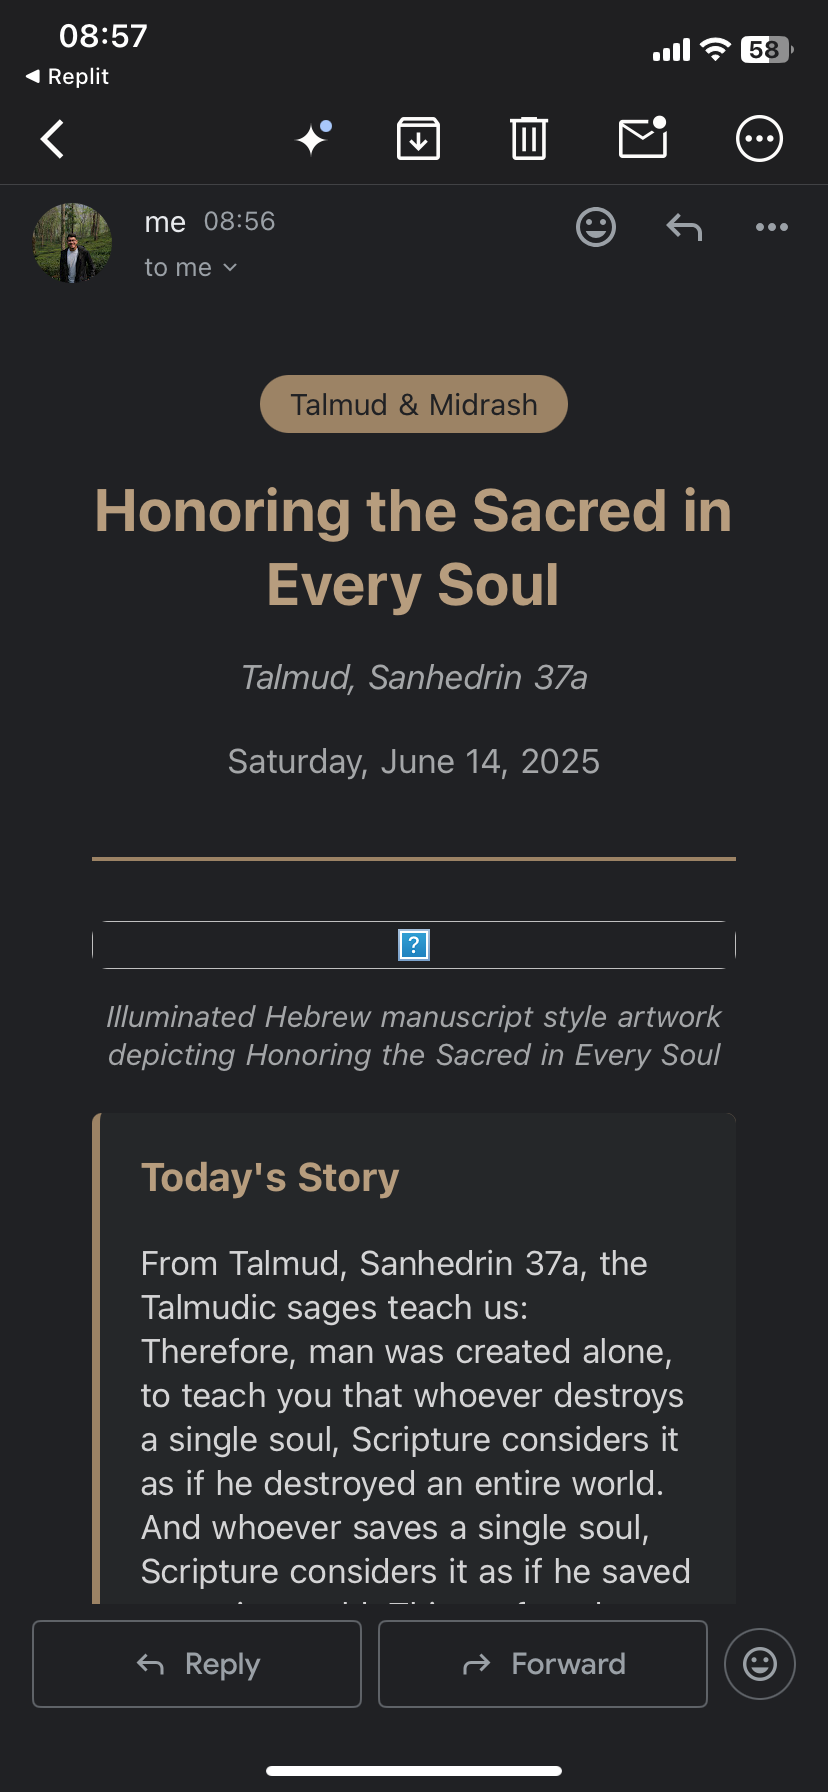 08:57
58
◀ Replit
me 08:56
to me
Talmud & Midrash
Honoring the Sacred in
Every Soul
Talmud, Sanhedrin 37a
Saturday, June 14, 2025
?
Illuminated Hebrew manuscript style artwork
depicting Honoring the Sacred in Every Soul
Today's Story
From Talmud, Sanhedrin 37a, the
Talmudic sages teach us:
Therefore, man was created alone,
to teach you that whoever destroys
a single soul, Scripture considers it
as if he destroyed an entire world.
And whoever saves a single soul,
Scripture considers it as if he saved
Reply
Forward